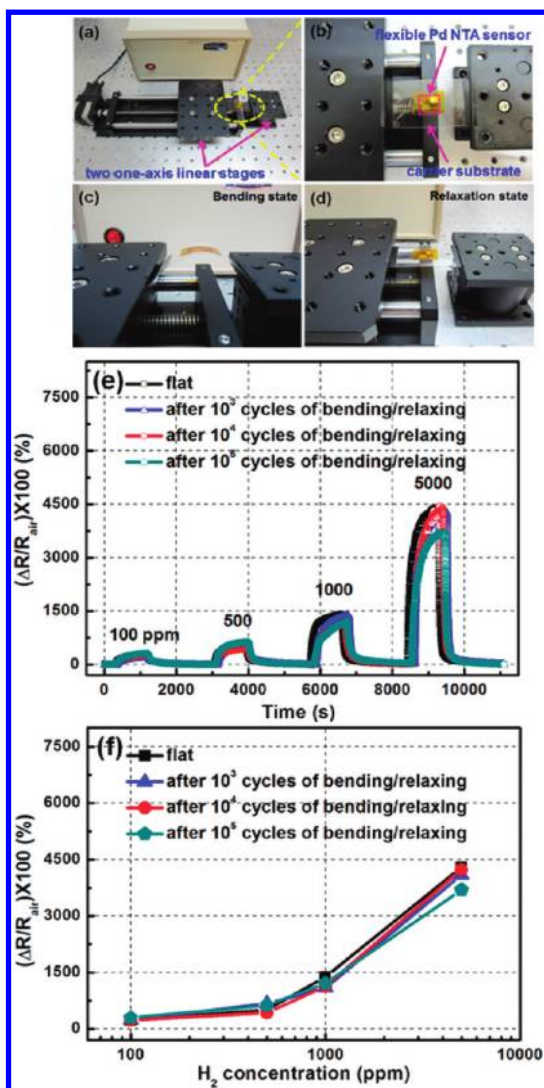 (a)
two one-axis linear stages
(b)
flexible Pd NTA sensor
carrier substrate
(c)
Bending state
(d)
Relaxation state
(e)
flat
after 10³ cycles of bending/relaxing
after 10⁴ cycles of bending/relaxing
after 10⁵ cycles of bending/relaxing
7500
6000
4500
3000
1500
0
(ΔR/Rair)X100 (%)
100 ppm
500
1000
5000
0 2000 4000 6000 8000 10000
Time (s)
(f)
flat
after 10³ cycles of bending/relaxing
after 10⁴ cycles of bending/relaxing
after 10⁵ cycles of bending/relaxing
7500
6000
4500
3000
1500
0
(ΔR/Rair)X100 (%)
100 1000 10000
H₂ concentration (ppm)